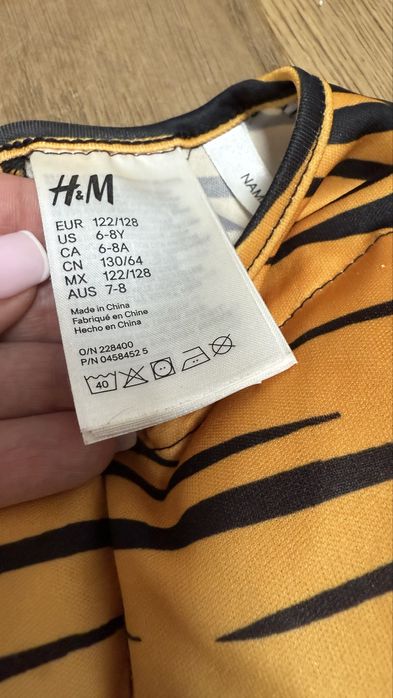 H&M
EUR 122/128
US 6-8Y
CA 6-8A
CN 130/64
MX 122/128
AUS 7-8
Made in China
Fabriqué en Chine
Hecho en China
O/N 228400
P/N 0458452 5
40
NAM